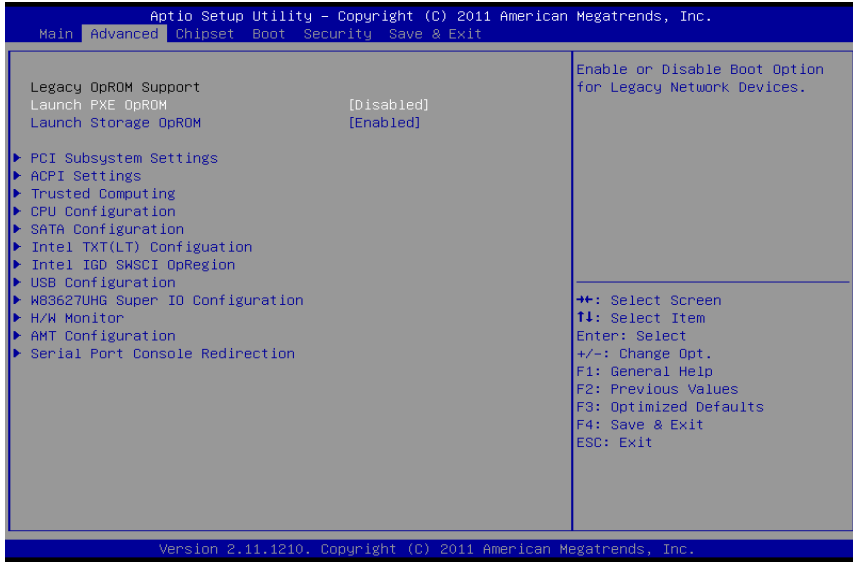 Aptio Setup Utility – Copyright (C) 2011 American Megatrends, Inc.
Main Advanced Chipset Boot Security Save & Exit
Legacy OpROM Support
Launch PXE OpROM [Disabled]
Launch Storage OpROM [Enabled]
PCI Subsystem Settings
ACPI Settings
Trusted Computing
CPU Configuration
SATA Configuration
Intel TXT(LT) Configuation
Intel IGD SWSCI OpRegion
USB Configuration
W83627UHG Super IO Configuration
H/W Monitor
AMT Configuration
Serial Port Console Redirection
Enable or Disable Boot Option
for Legacy Network Devices.
→←: Select Screen
↑↓: Select Item
Enter: Select
+/-: Change Opt.
F1: General Help
F2: Previous Values
F3: Optimized Defaults
F4: Save & Exit
ESC: Exit
Version 2.11.1210. Copyright (C) 2011 American Megatrends, Inc.